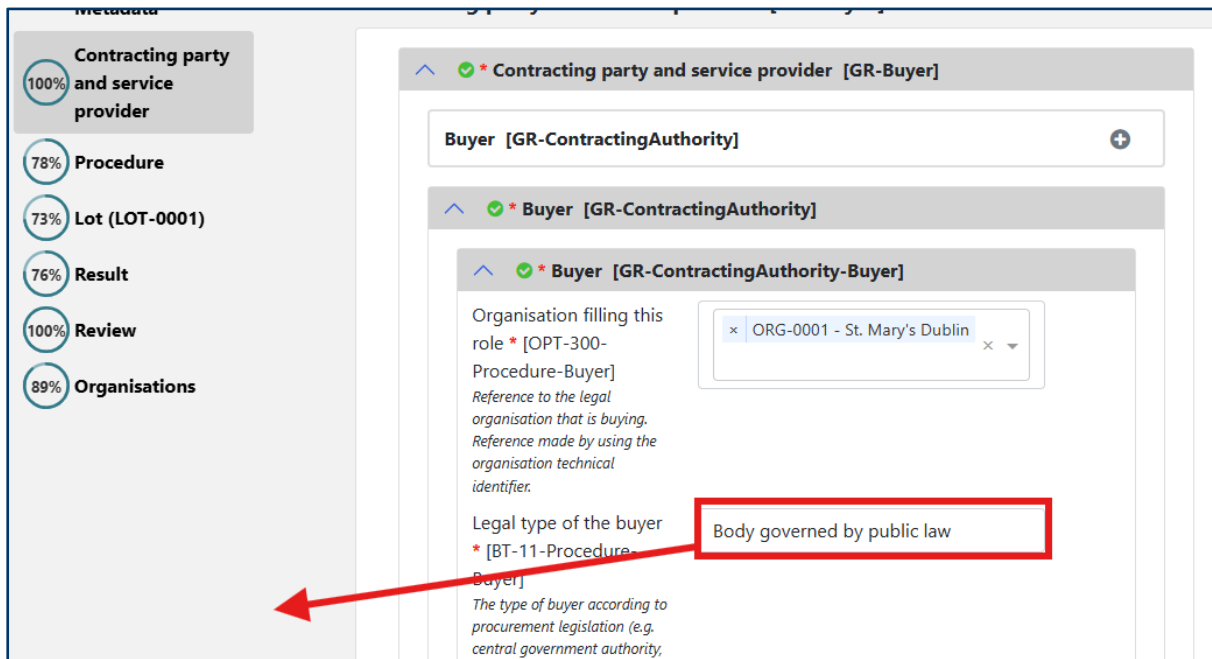 Metadata
Contracting party
and service
provider
100%
78%
Procedure
73%
Lot (LOT-0001)
76%
Result
100%
Review
89%
Organisations
* Contracting party and service provider [GR-Buyer]
Buyer [GR-ContractingAuthority]
* Buyer [GR-ContractingAuthority]
* Buyer [GR-ContractingAuthority-Buyer]
Organisation filling this
role * [OPT-300-
Procedure-Buyer]
Reference to the legal
organisation that is buying.
Reference made by using the
organisation technical
identifier.
× ORG-0001 - St. Mary's Dublin
×
Legal type of the buyer
* [BT-11-Procedure-
Buyer]
The type of buyer according to
procurement legislation (e.g.
central government authority,
Body governed by public law